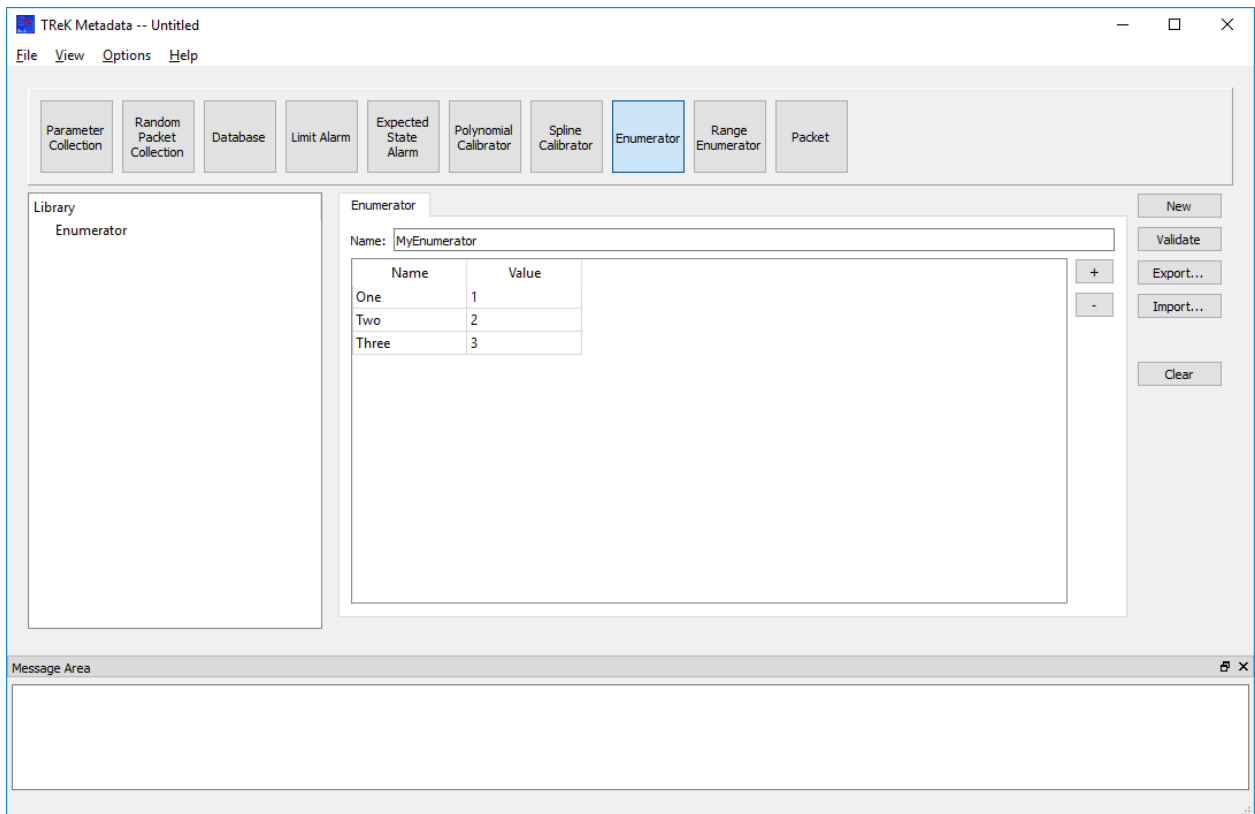 TReK Metadata -- Untitled
File View Options Help
Parameter Collection
Random Packet Collection
Database
Limit Alarm
Expected State Alarm
Polynomial Calibrator
Spline Calibrator
Enumerator
Range Enumerator
Packet
Library
Enumerator
Enumerator
Name: MyEnumerator
Name Value
One 1
Two 2
Three 3
+
-
New
Validate
Export...
Import...
Clear
Message Area